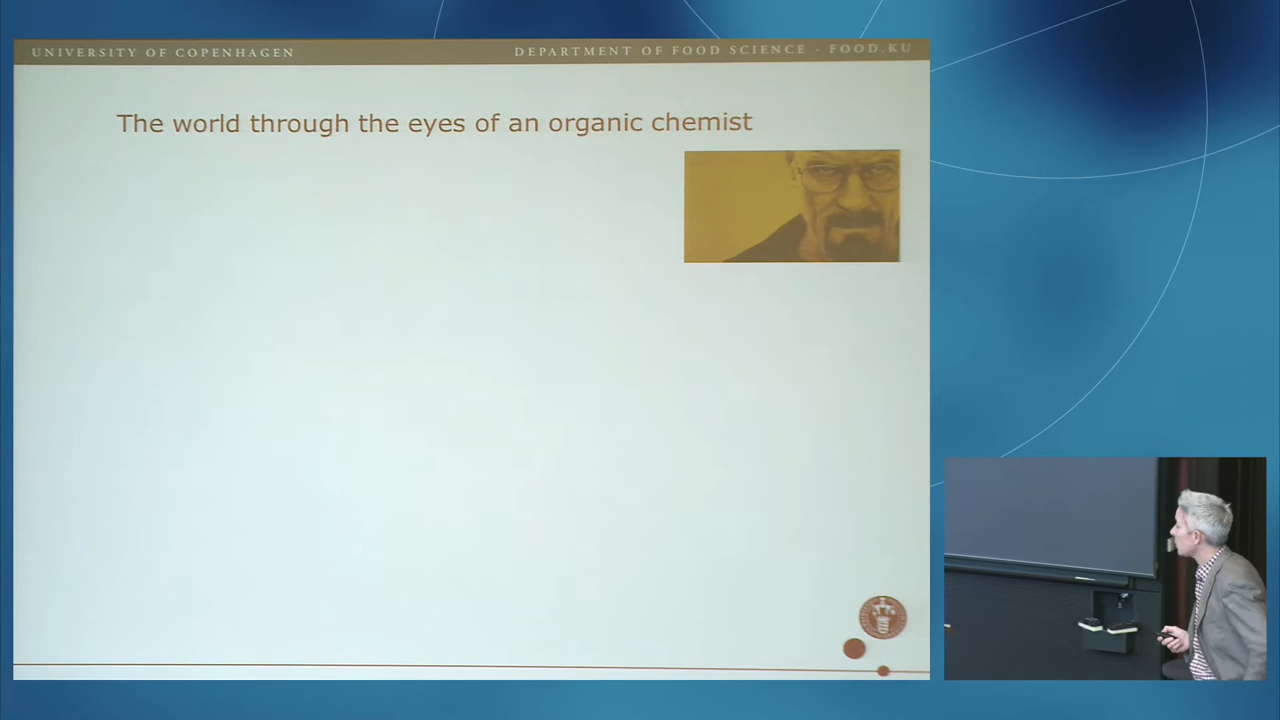 UNIVERSITY OF COPENHAGEN
DEPARTMENT OF FOOD SCIENCE - FOOD.KU
The world through the eyes of an organic chemist